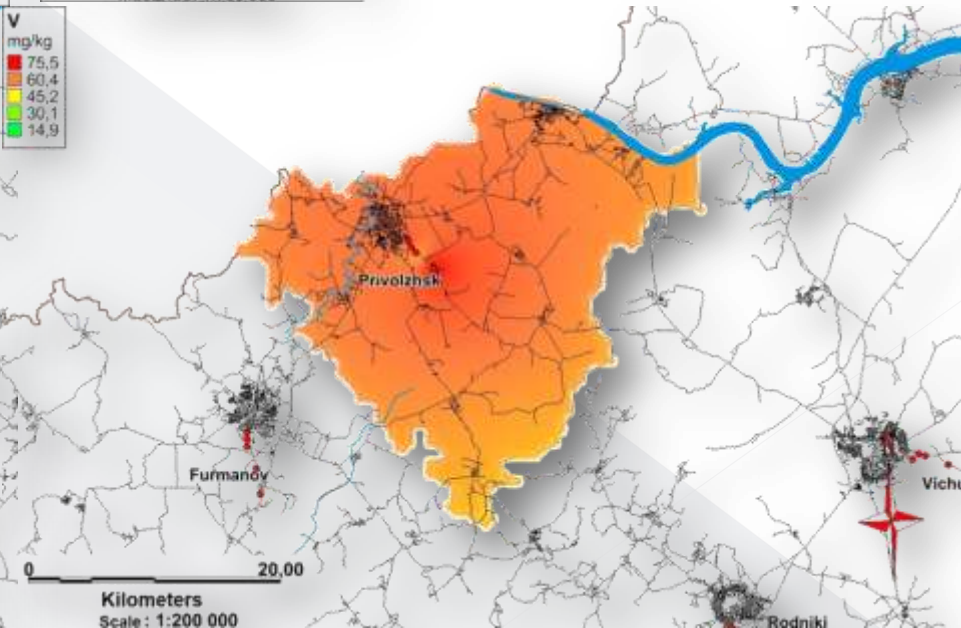 V
mg/kg
75,5
60,4
45,2
30,1
14,9
Privolzhsk
Furmanov
Vichu
0 20,00
Kilometers
Scale : 1:200 000
Rodniki